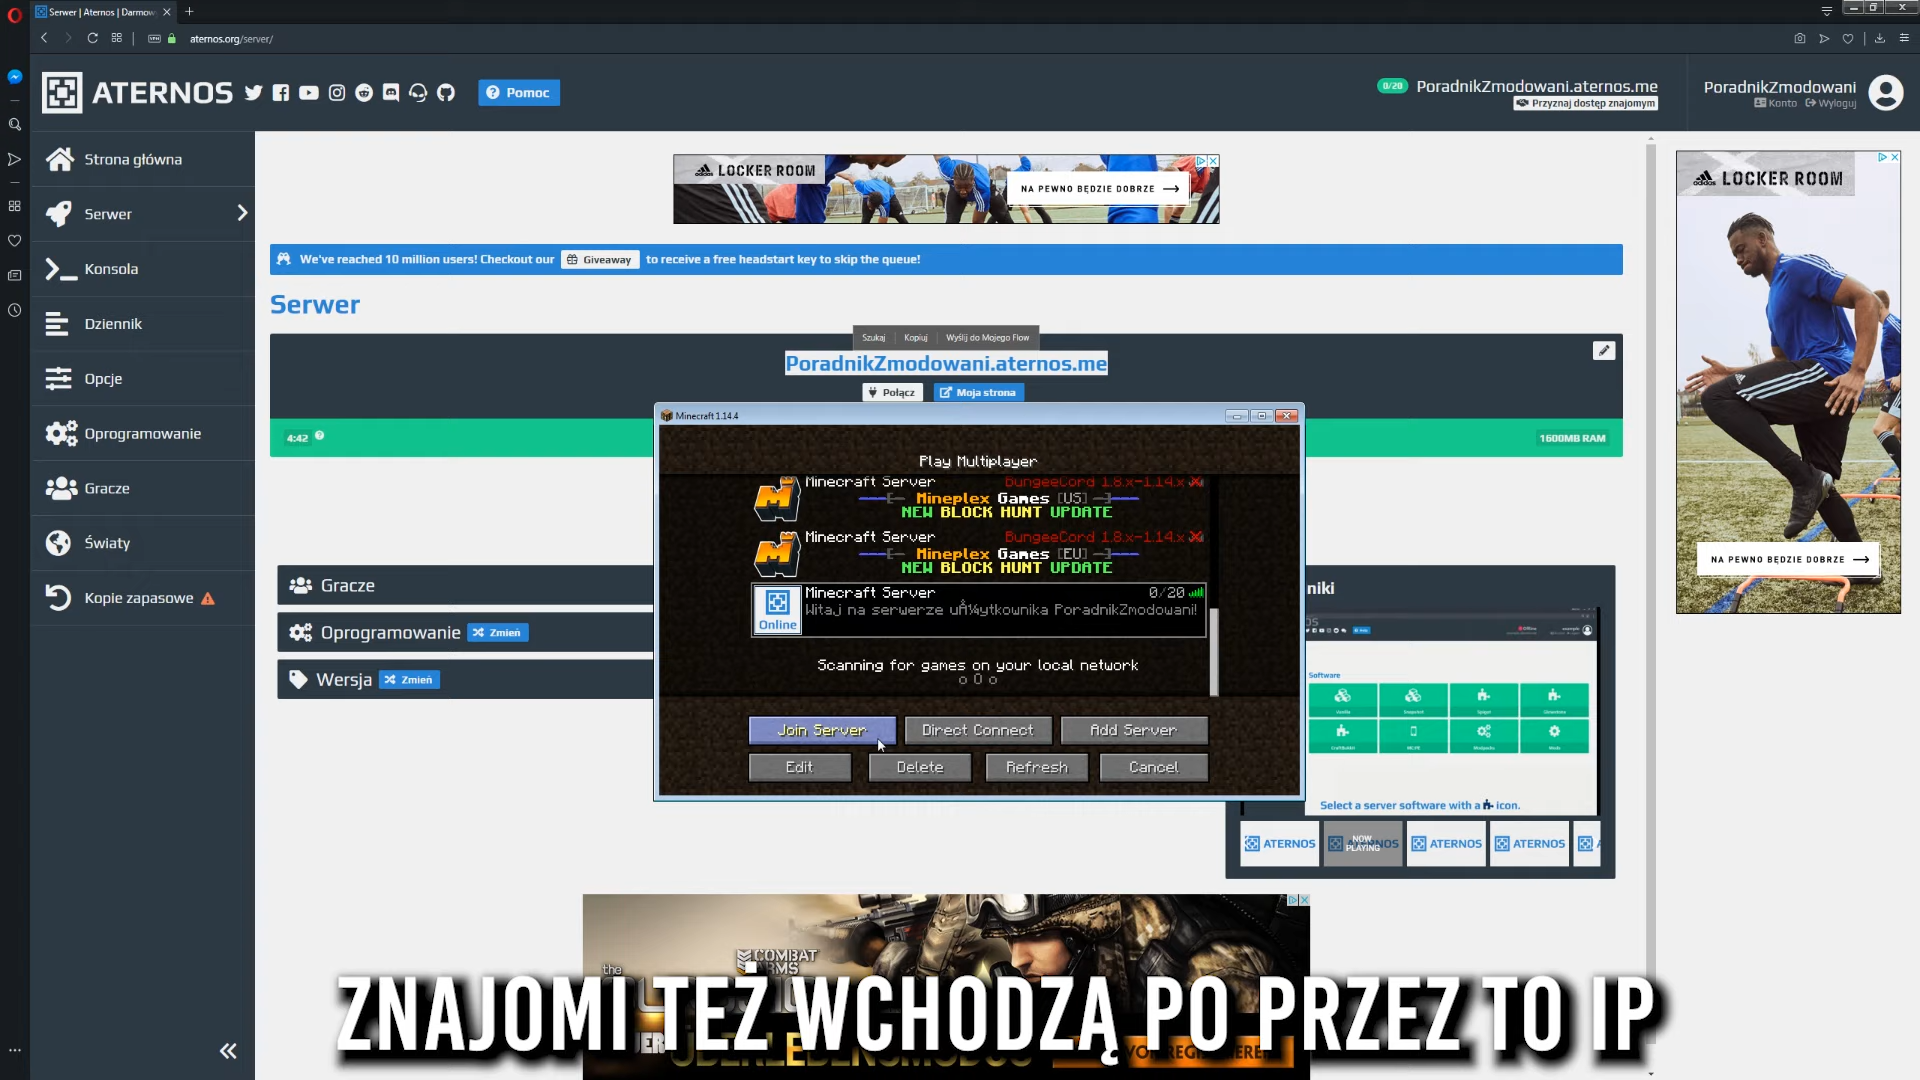 Serwer | Aternos | Darmow
aternos.org/server/
ATERNOS
Pomoc
0/20
PoradnikZmodowani.aternos.me
Przyznaj dostęp znajomym
PoradnikZmodowani
Konto
Wyloguj
Strona główna
Serwer
Konsola
Dziennik
Opcje
Oprogramowanie
Gracze
Światy
Kopie zapasowe
LOCKER ROOM
NA PEWNO BĘDZIE DOBRZE
We've reached 10 million users! Checkout our Giveaway to receive a free headstart key to skip the queue!
Serwer
Szukaj
Kopiuj
Wyślij do Mojego Flow
PoradnikZmodowani.aternos.me
Połącz
Moja strona
4:42
1600MB RAM
Gracze
Oprogramowanie
Zmień
Wersja
Zmień
Minecraft 1.14.4
Play Multiplayer
Minecraft Server
BungeeCord 1.8.x-1.14.x
Mineplex Games [US]
NEW BLOCK HUNT UPDATE
Minecraft Server
BungeeCord 1.8.x-1.14.x
Mineplex Games [EU]
NEW BLOCK HUNT UPDATE
Online
Minecraft Server
0/20
Witaj na serwerze uÅ¼ytkownika PoradnikZmodowani!
Scanning for games on your local network
o O o
Join Server
Direct Connect
Add Server
Edit
Delete
Refresh
Cancel
niki
Software
Select a server software with a icon.
ATERNOS
NOW PLAYING
ATERNOS
ATERNOS
LOCKER ROOM
NA PEWNO BĘDZIE DOBRZE
COMBAT
ARMS
the
ZNAJOMI TEŻ WCHODZĄ PO PRZEZ TO IP